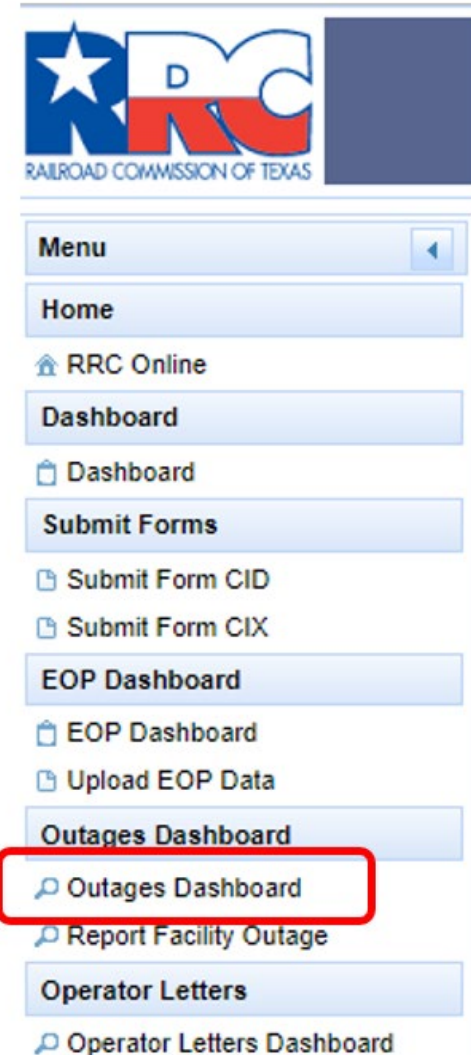 RRC
D
RAILROAD COMMISSION OF TEXAS
Menu
Home
RRC Online
Dashboard
Dashboard
Submit Forms
Submit Form CID
Submit Form CIX
EOP Dashboard
EOP Dashboard
Upload EOP Data
Outages Dashboard
Outages Dashboard
Report Facility Outage
Operator Letters
Operator Letters Dashboard